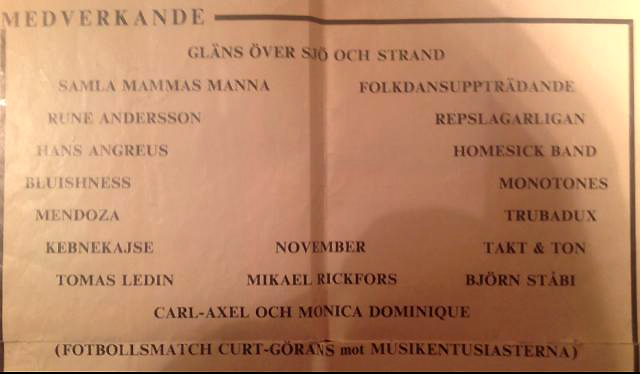 MEDVERKANDE
GLÄNS ÖVER SJÖ OCH STRAND
SAMLA MAMMAS MANNA FOLKDANSUPPTRÄDANDE
RUNE ANDERSSON REPSLAGARLIGAN
HANS ANGREUS HOMESICK BAND
BLUISHNESS MONOTONES
MENDOZA TRUBADUX
KEBNEKAJSE NOVEMBER TAKT & TON
TOMAS LEDIN MIKAEL RICKFORS BJÖRN STÅBI
CARL-AXEL OCH MONICA DOMINIQUE
(FOTBOLLSMATCH CURT-GÖRANS mot MUSIKENTUSIASTERNA)